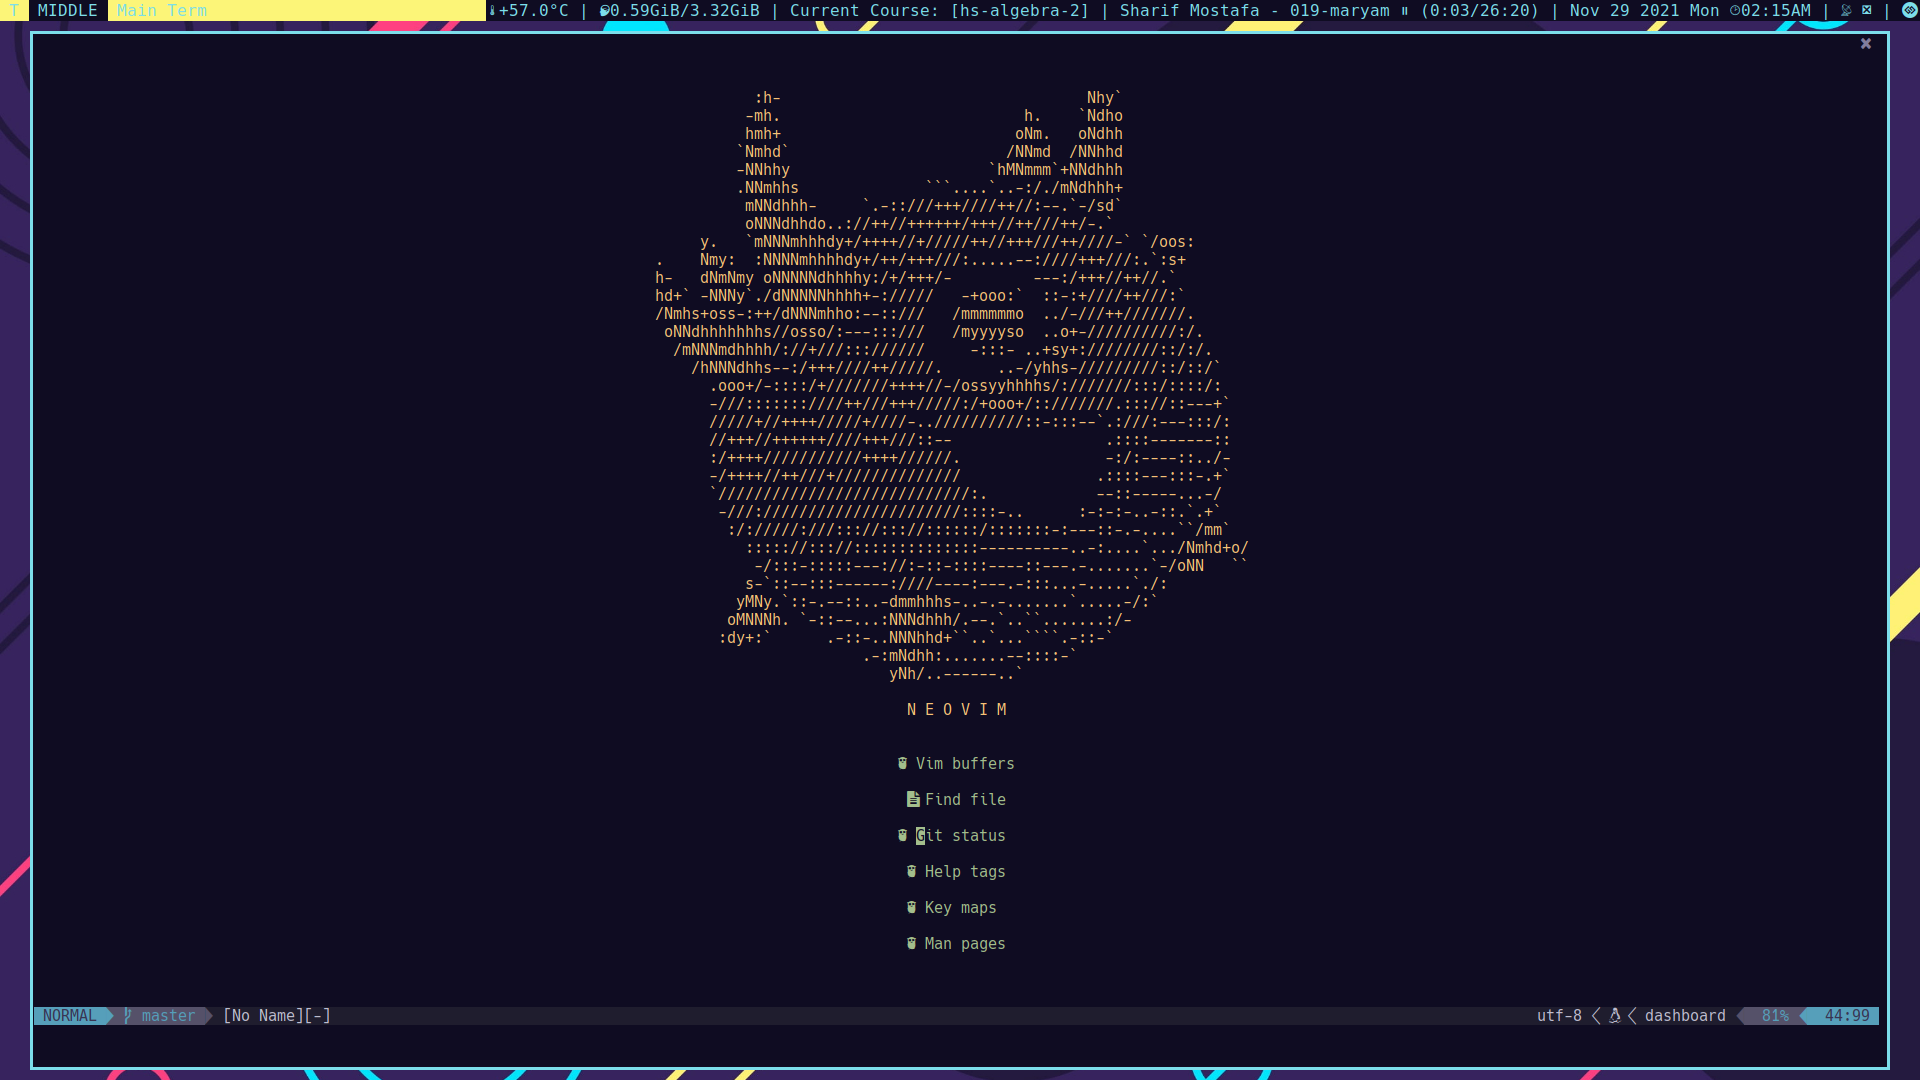 T MIDDLE Main Term +57.0°C | 0.59GiB/3.32GiB | Current Course: [hs-algebra-2] | Sharif Mostafa - 019-maryam ⏸ (0:03/26:20) | Nov 29 2021 Mon 02:15AM | |
N E O V I M
Vim buffers
Find file
Git status
Help tags
Key maps
Man pages
NORMAL master [No Name][-] utf-8 dashboard 81% 44:99